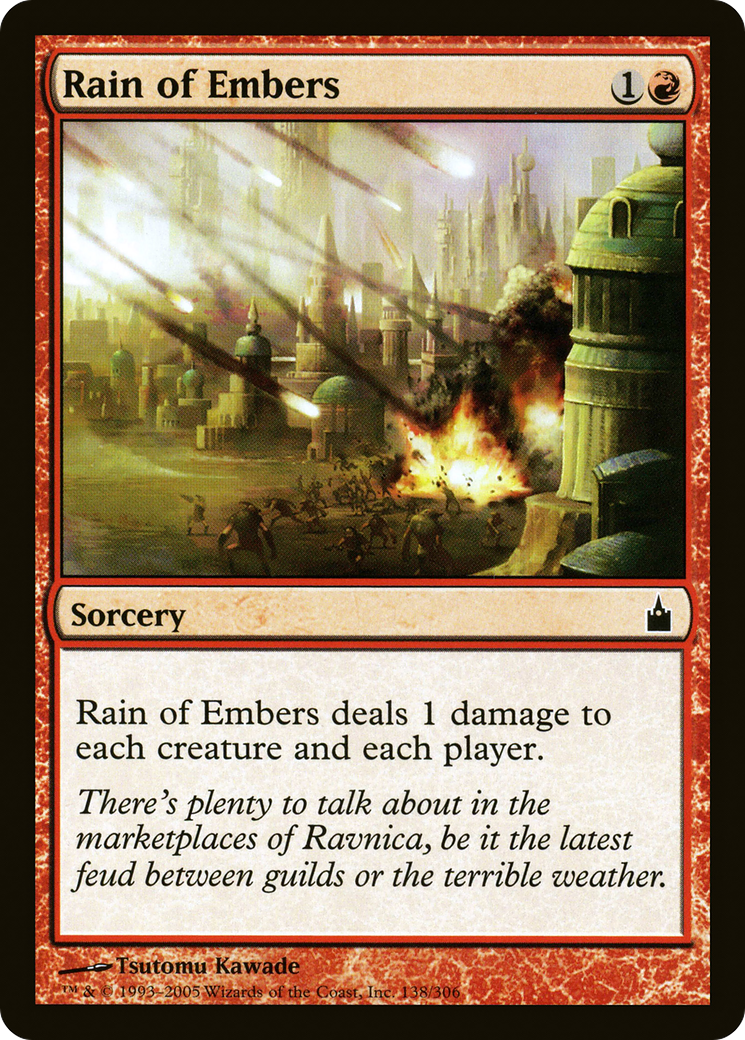 Rain of Embers 1
Sorcery
Rain of Embers deals 1 damage to
each creature and each player.
There's plenty to talk about in the
marketplaces of Ravnica, be it the latest
feud between guilds or the terrible weather.
Tsutomu Kawade
™ & © 1993–2005 Wizards of the Coast, Inc. 138/306